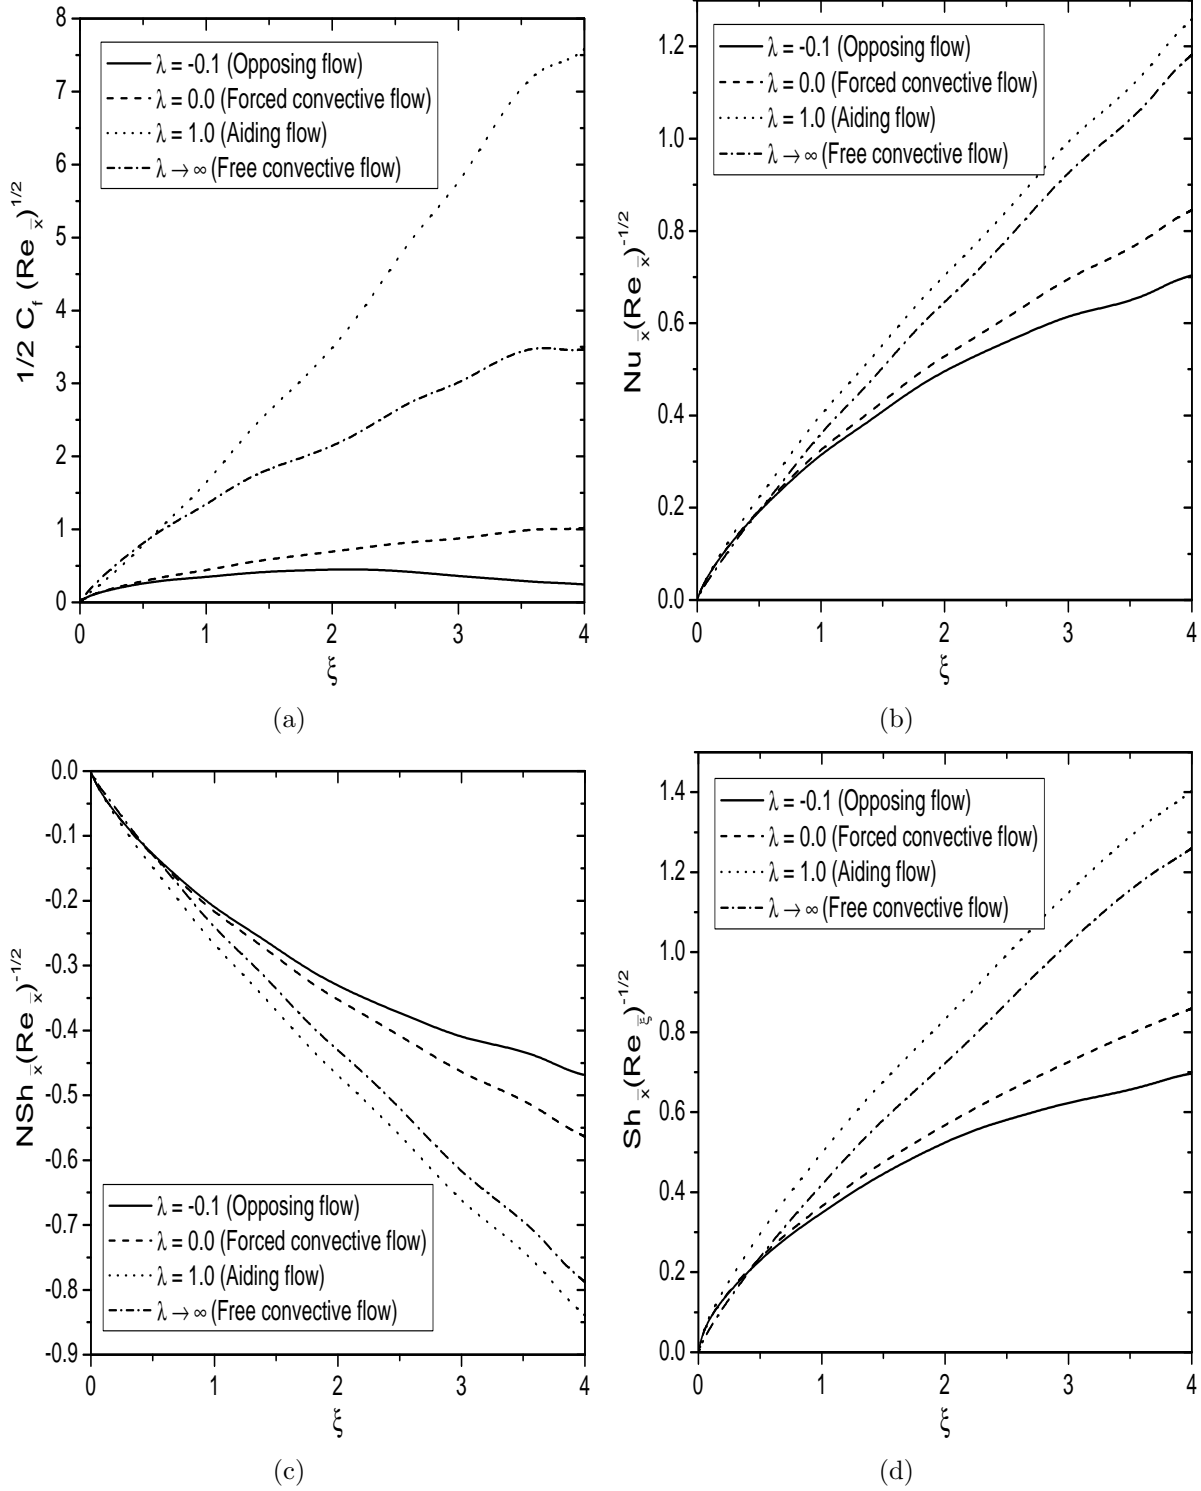 8
7
6
5
4
3
2
1
0
0 1 2 3 4
1/2 C_f (Re_x̅)^1/2
ξ
λ = -0.1 (Opposing flow)
λ = 0.0 (Forced convective flow)
λ = 1.0 (Aiding flow)
λ → ∞ (Free convective flow)
(a)
1.2
1.0
0.8
0.6
0.4
0.2
0.0
0 1 2 3 4
Nu_x̅(Re_x̅)^-1/2
ξ
λ = -0.1 (Opposing flow)
λ = 0.0 (Forced convective flow)
λ = 1.0 (Aiding flow)
λ → ∞ (Free convective flow)
(b)
0.0
-0.1
-0.2
-0.3
-0.4
-0.5
-0.6
-0.7
-0.8
-0.9
0 1 2 3 4
NSh_x̅(Re_x̅)^-1/2
ξ
λ = -0.1 (Opposing flow)
λ = 0.0 (Forced convective flow)
λ = 1.0 (Aiding flow)
λ → ∞ (Free convective flow)
(c)
1.4
1.2
1.0
0.8
0.6
0.4
0.2
0.0
0 1 2 3 4
Sh_x̅(Re_ξ̅)^-1/2
ξ
λ = -0.1 (Opposing flow)
λ = 0.0 (Forced convective flow)
λ = 1.0 (Aiding flow)
λ → ∞ (Free convective flow)
(d)